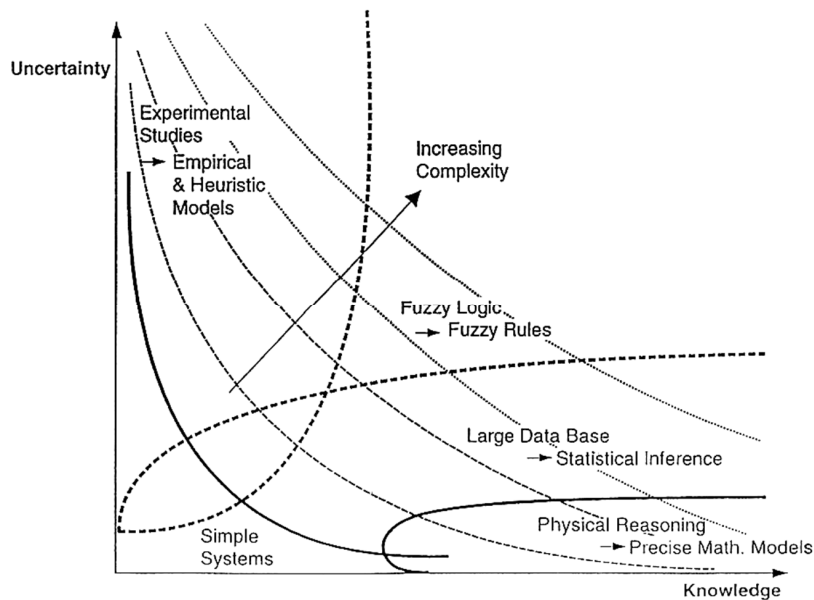 Uncertainty
Experimental
Studies
Empirical
& Heuristic
Models
Increasing
Complexity
Fuzzy Logic
Fuzzy Rules
Large Data Base
Statistical Inference
Physical Reasoning
Precise Math. Models
Simple
Systems
Knowledge